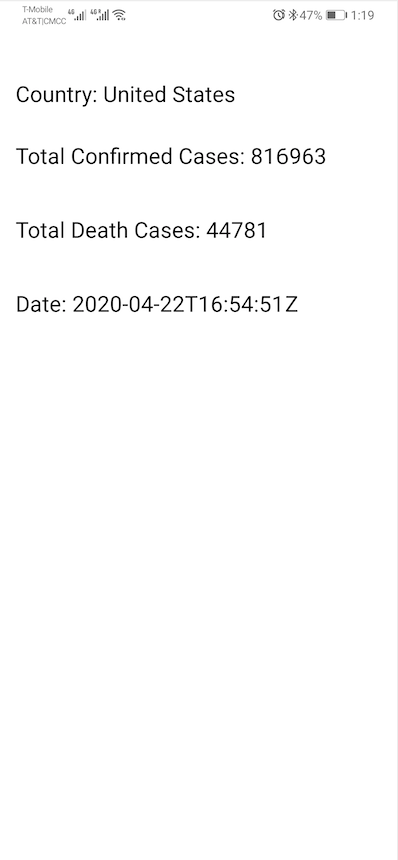 T-Mobile 4G 4G R
AT&T|CMCC
47% 1:19
Country: United States
Total Confirmed Cases: 816963
Total Death Cases: 44781
Date: 2020-04-22T16:54:51Z